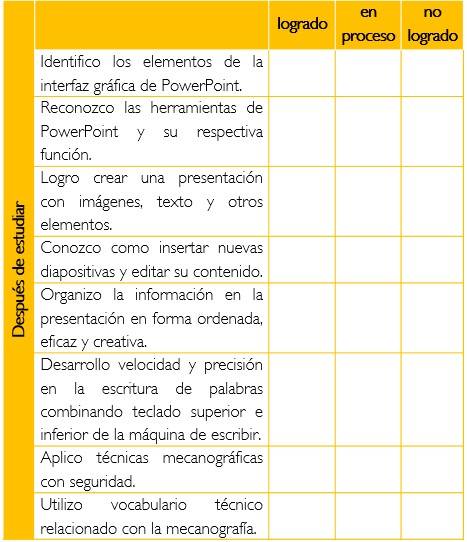 logrado
en
proceso
no
logrado
Después de estudiar
Identifico los elementos de la
interfaz gráfica de PowerPoint.
Reconozco las herramientas de
PowerPoint y su respectiva
función.
Logro crear una presentación
con imágenes, texto y otros
elementos.
Conozco como insertar nuevas
diapositivas y editar su contenido.
Organizo la información en la
presentación en forma ordenada,
eficaz y creativa.
Desarrollo velocidad y precisión
en la escritura de palabras
combinando teclado superior e
inferior de la máquina de escribir.
Aplico técnicas mecanográficas
con seguridad.
Utilizo vocabulario técnico
relacionado con la mecanografía.